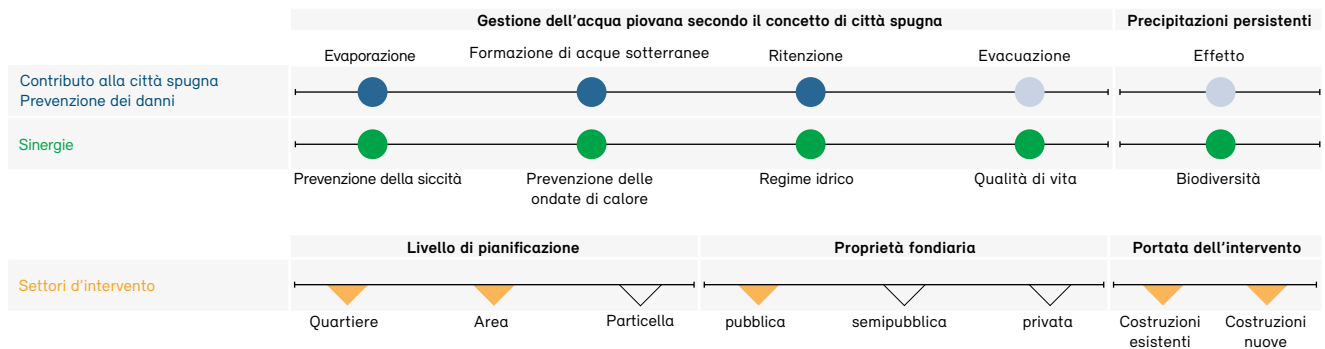 Gestione dell'acqua piovana secondo il concetto di città spugna
Precipitazioni persistenti
Evaporazione
Formazione di acque sotterranee
Ritenzione
Evacuazione
Effetto
Contributo alla città spugna
Prevenzione dei danni
Sinergie
Prevenzione della siccità
Prevenzione delle
ondate di calore
Regime idrico
Qualità di vita
Biodiversità
Livello di pianificazione
Proprietà fondiaria
Portata dell'intervento
Settori d'intervento
Quartiere
Area
Particella
pubblica
semipubblica
privata
Costruzioni
esistenti
Costruzioni
nuove